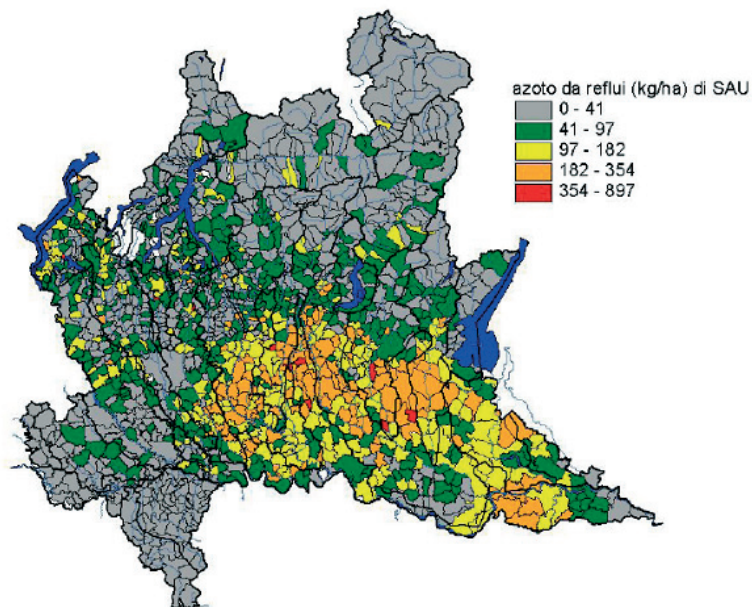 azoto da reflui (kg/ha) di SAU
0 - 41
41 - 97
97 - 182
182 - 354
354 - 897